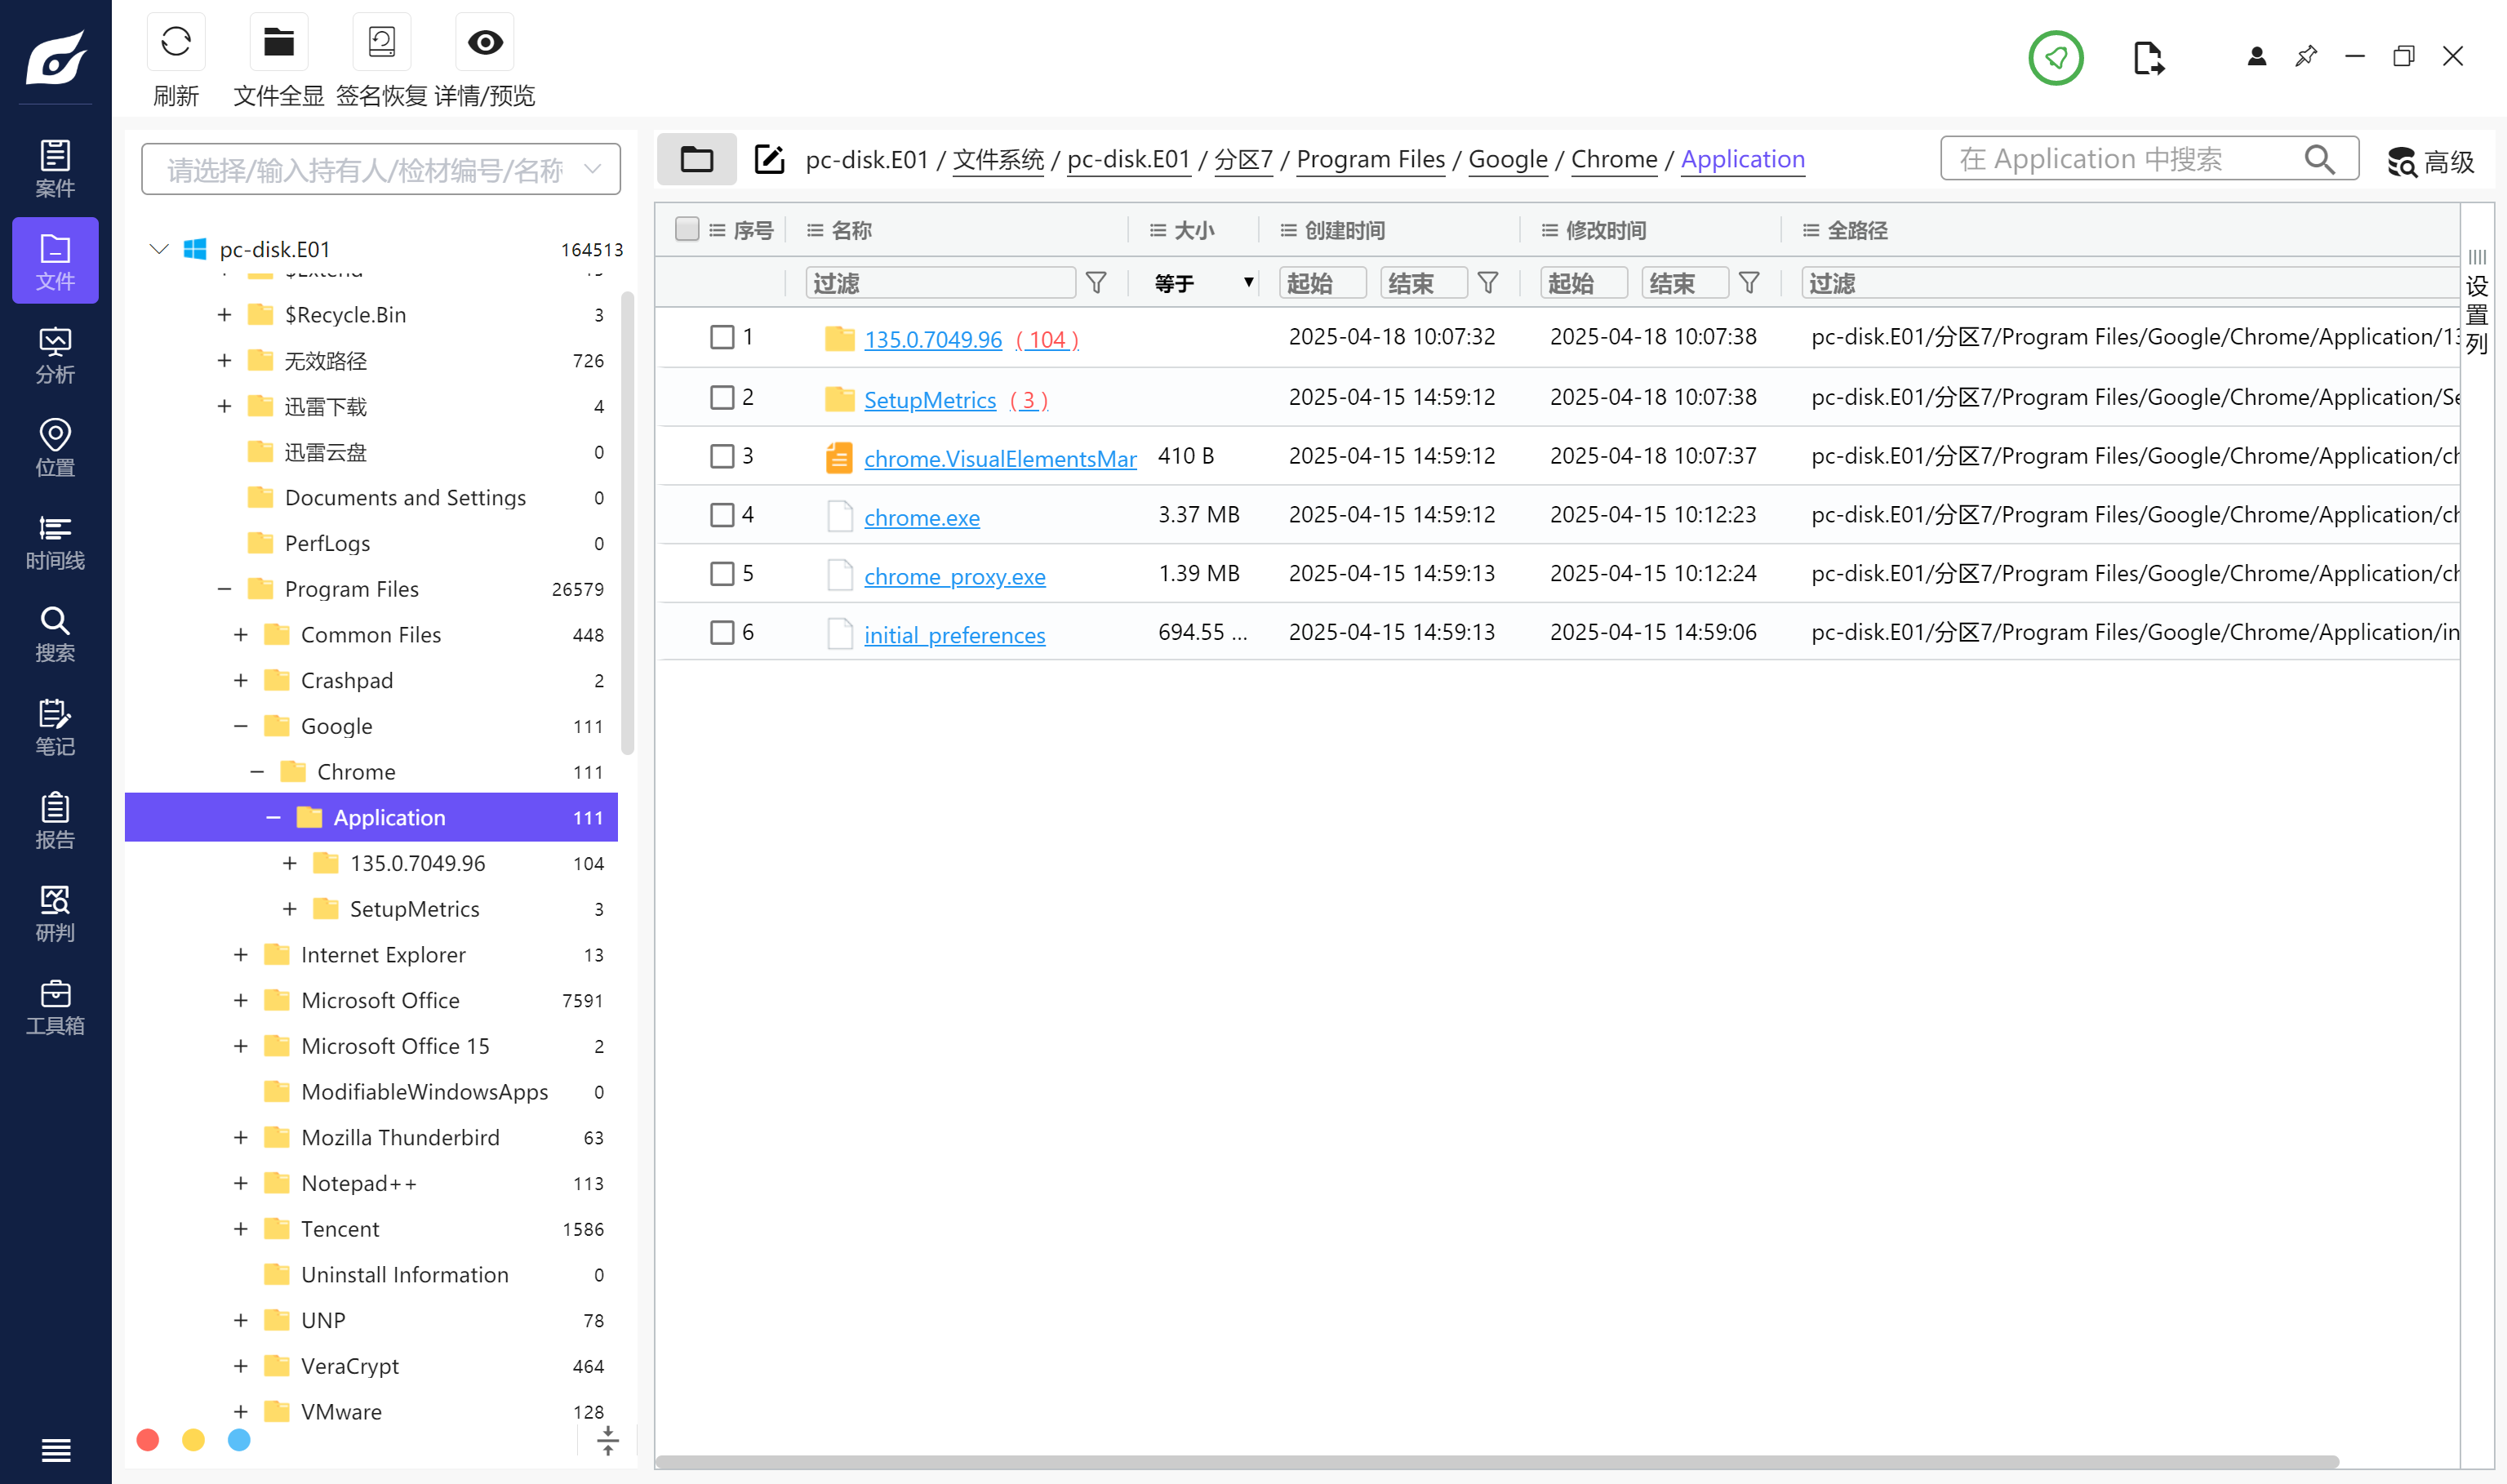 刷新 文件全显 签名恢复 详情/预览
案件
文件
分析
位置
时间线
搜索
笔记
报告
研判
工具箱
请选择/输入持有人/检材编号/名称
pc-disk.E01 164513
$Extend
$Recycle.Bin 3
无效路径 726
迅雷下载 4
迅雷云盘 0
Documents and Settings 0
PerfLogs 0
Program Files 26579
Common Files 448
Crashpad 2
Google 111
Chrome 111
Application 111
135.0.7049.96 104
SetupMetrics 3
Internet Explorer 13
Microsoft Office 7591
Microsoft Office 15 2
ModifiableWindowsApps 0
Mozilla Thunderbird 63
Notepad++ 113
Tencent 1586
Uninstall Information 0
UNP 78
VeraCrypt 464
VMware 128
pc-disk.E01 / 文件系统 / pc-disk.E01 / 分区7 / Program Files / Google / Chrome / Application
在 Application 中搜索
高级
序号 名称 大小 创建时间 修改时间 全路径
过滤 等于 起始 结束 起始 结束 过滤
1 135.0.7049.96 ( 104 ) 2025-04-18 10:07:32 2025-04-18 10:07:38 pc-disk.E01/分区7/Program Files/Google/Chrome/Application/13
2 SetupMetrics ( 3 ) 2025-04-15 14:59:12 2025-04-18 10:07:38 pc-disk.E01/分区7/Program Files/Google/Chrome/Application/Se
3 chrome.VisualElementsMar 410 B 2025-04-15 14:59:12 2025-04-18 10:07:37 pc-disk.E01/分区7/Program Files/Google/Chrome/Application/ch
4 chrome.exe 3.37 MB 2025-04-15 14:59:12 2025-04-15 10:12:23 pc-disk.E01/分区7/Program Files/Google/Chrome/Application/ch
5 chrome_proxy.exe 1.39 MB 2025-04-15 14:59:13 2025-04-15 10:12:24 pc-disk.E01/分区7/Program Files/Google/Chrome/Application/ch
6 initial_preferences 694.55 ... 2025-04-15 14:59:13 2025-04-15 14:59:06 pc-disk.E01/分区7/Program Files/Google/Chrome/Application/in
设置列